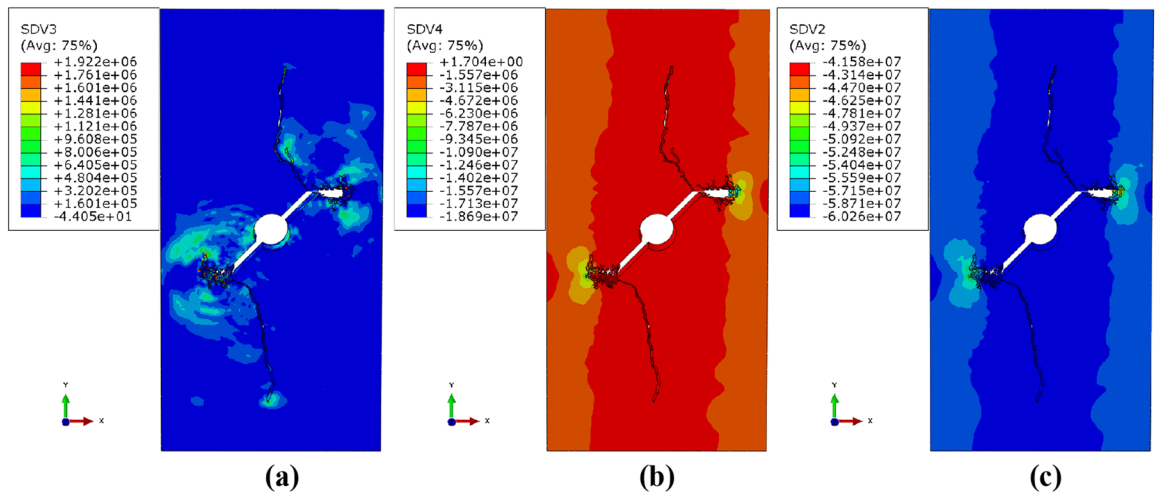 SDV3
(Avg: 75%)
+1.922e+06
+1.761e+06
+1.601e+06
+1.441e+06
+1.281e+06
+1.121e+06
+9.608e+05
+8.006e+05
+6.405e+05
+4.804e+05
+3.202e+05
+1.601e+05
-4.405e+01
Y
X
(a)
SDV4
(Avg: 75%)
+1.704e+00
-1.557e+06
-3.115e+06
-4.672e+06
-6.230e+06
-7.787e+06
-9.345e+06
-1.090e+07
-1.246e+07
-1.402e+07
-1.557e+07
-1.713e+07
-1.869e+07
Y
X
(b)
SDV2
(Avg: 75%)
-4.158e+07
-4.314e+07
-4.470e+07
-4.625e+07
-4.781e+07
-4.937e+07
-5.092e+07
-5.248e+07
-5.404e+07
-5.559e+07
-5.715e+07
-5.871e+07
-6.026e+07
Y
X
(c)